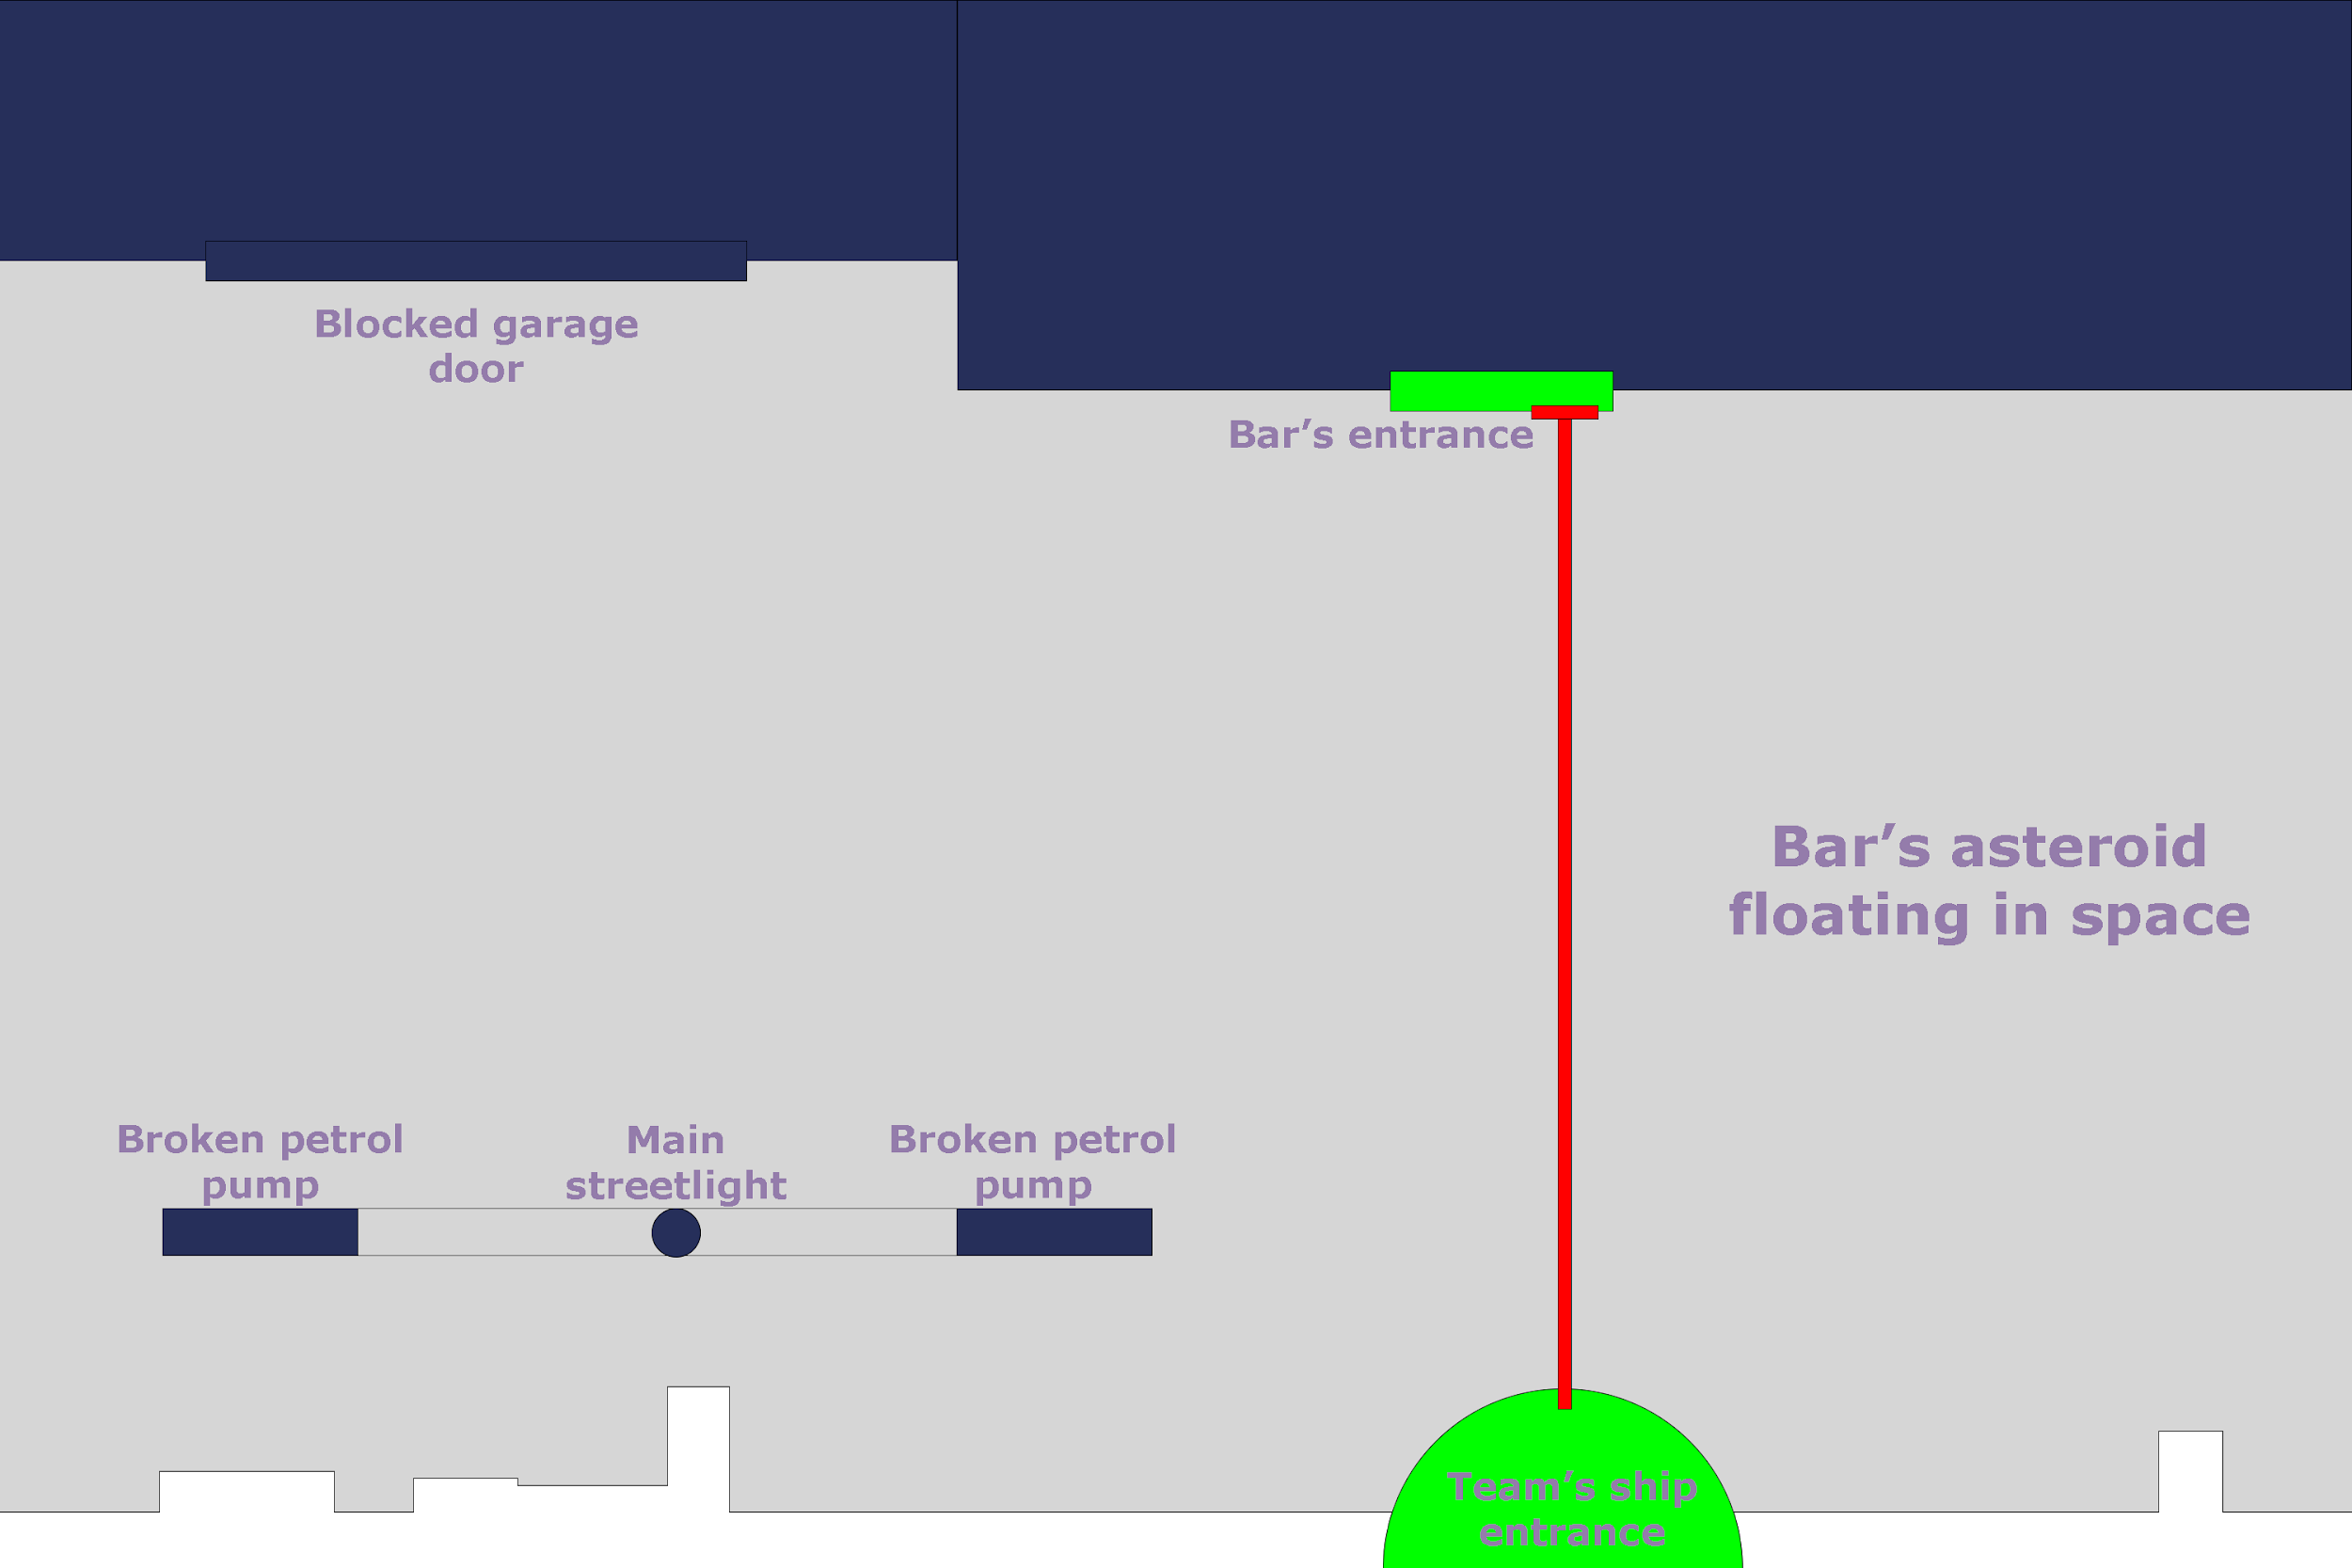 Blocked garage
door
Bar’s entrance
Bar’s asteroid
floating in space
Broken petrol
pump
Main
streetlight
Broken petrol
pump
Team’s ship
entrance